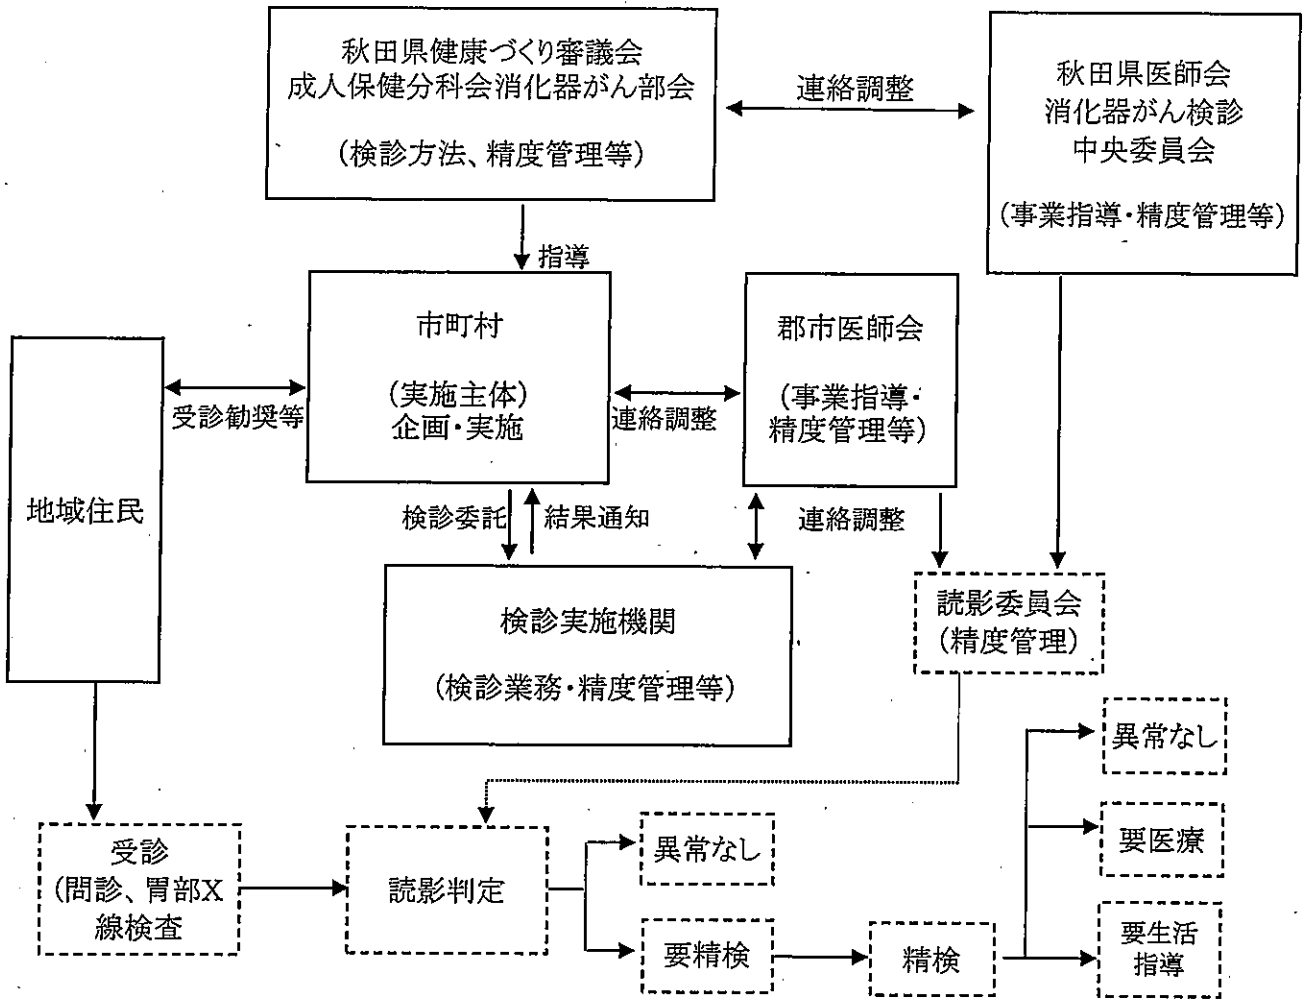 秋田県健康づくり審議会
成人保健分科会消化器がん部会
(検診方法、精度管理等)
連絡調整
秋田県医師会
消化器がん検診
中央委員会
(事業指導・精度管理等)
指導
市町村
(実施主体)
企画・実施
郡市医師会
(事業指導・
精度管理等)
受診勧奨等
連絡調整
地域住民
検診委託
結果通知
連絡調整
検診実施機関
(検診業務・精度管理等)
読影委員会
(精度管理)
受診
(問診、胃部X
線検査
読影判定
異常なし
要精検
精検
異常なし
要医療
要生活
指導